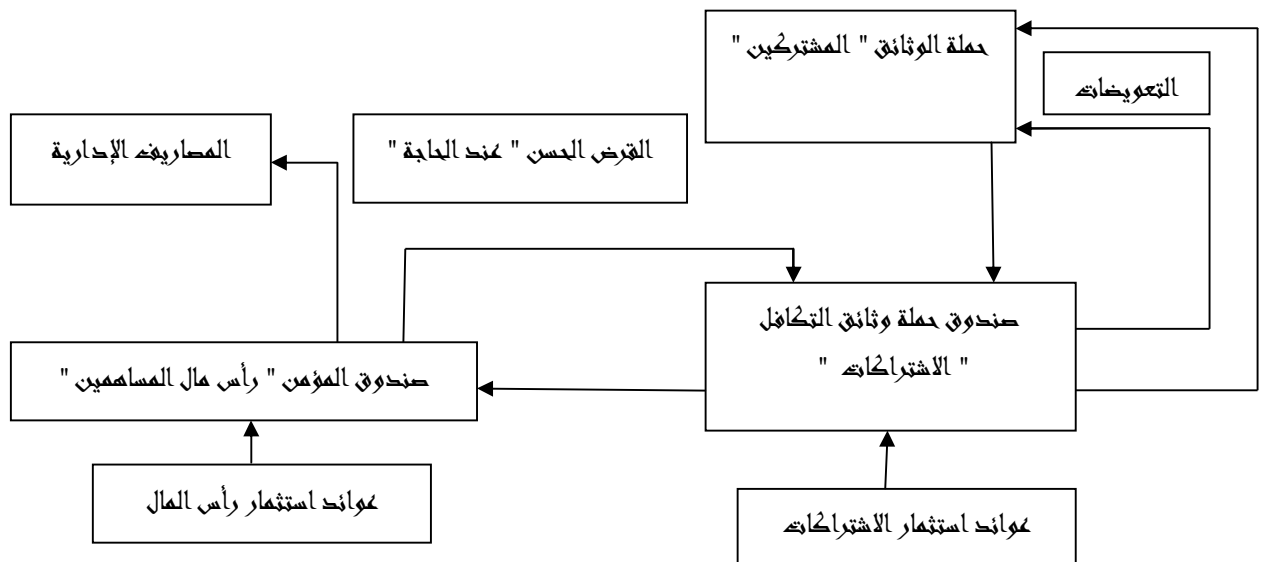 حملة الوثائق " المشتركين "
التعويضات
القرض الحسن " عند الحاجة "
المصاريف الإدارية
صندوق حملة وثائق التكافل
" الاشتراكات "
صندوق المؤمن " رأس مال المساهمين "
عوائد استثمار رأس المال
عوائد استثمار الاشتراكات